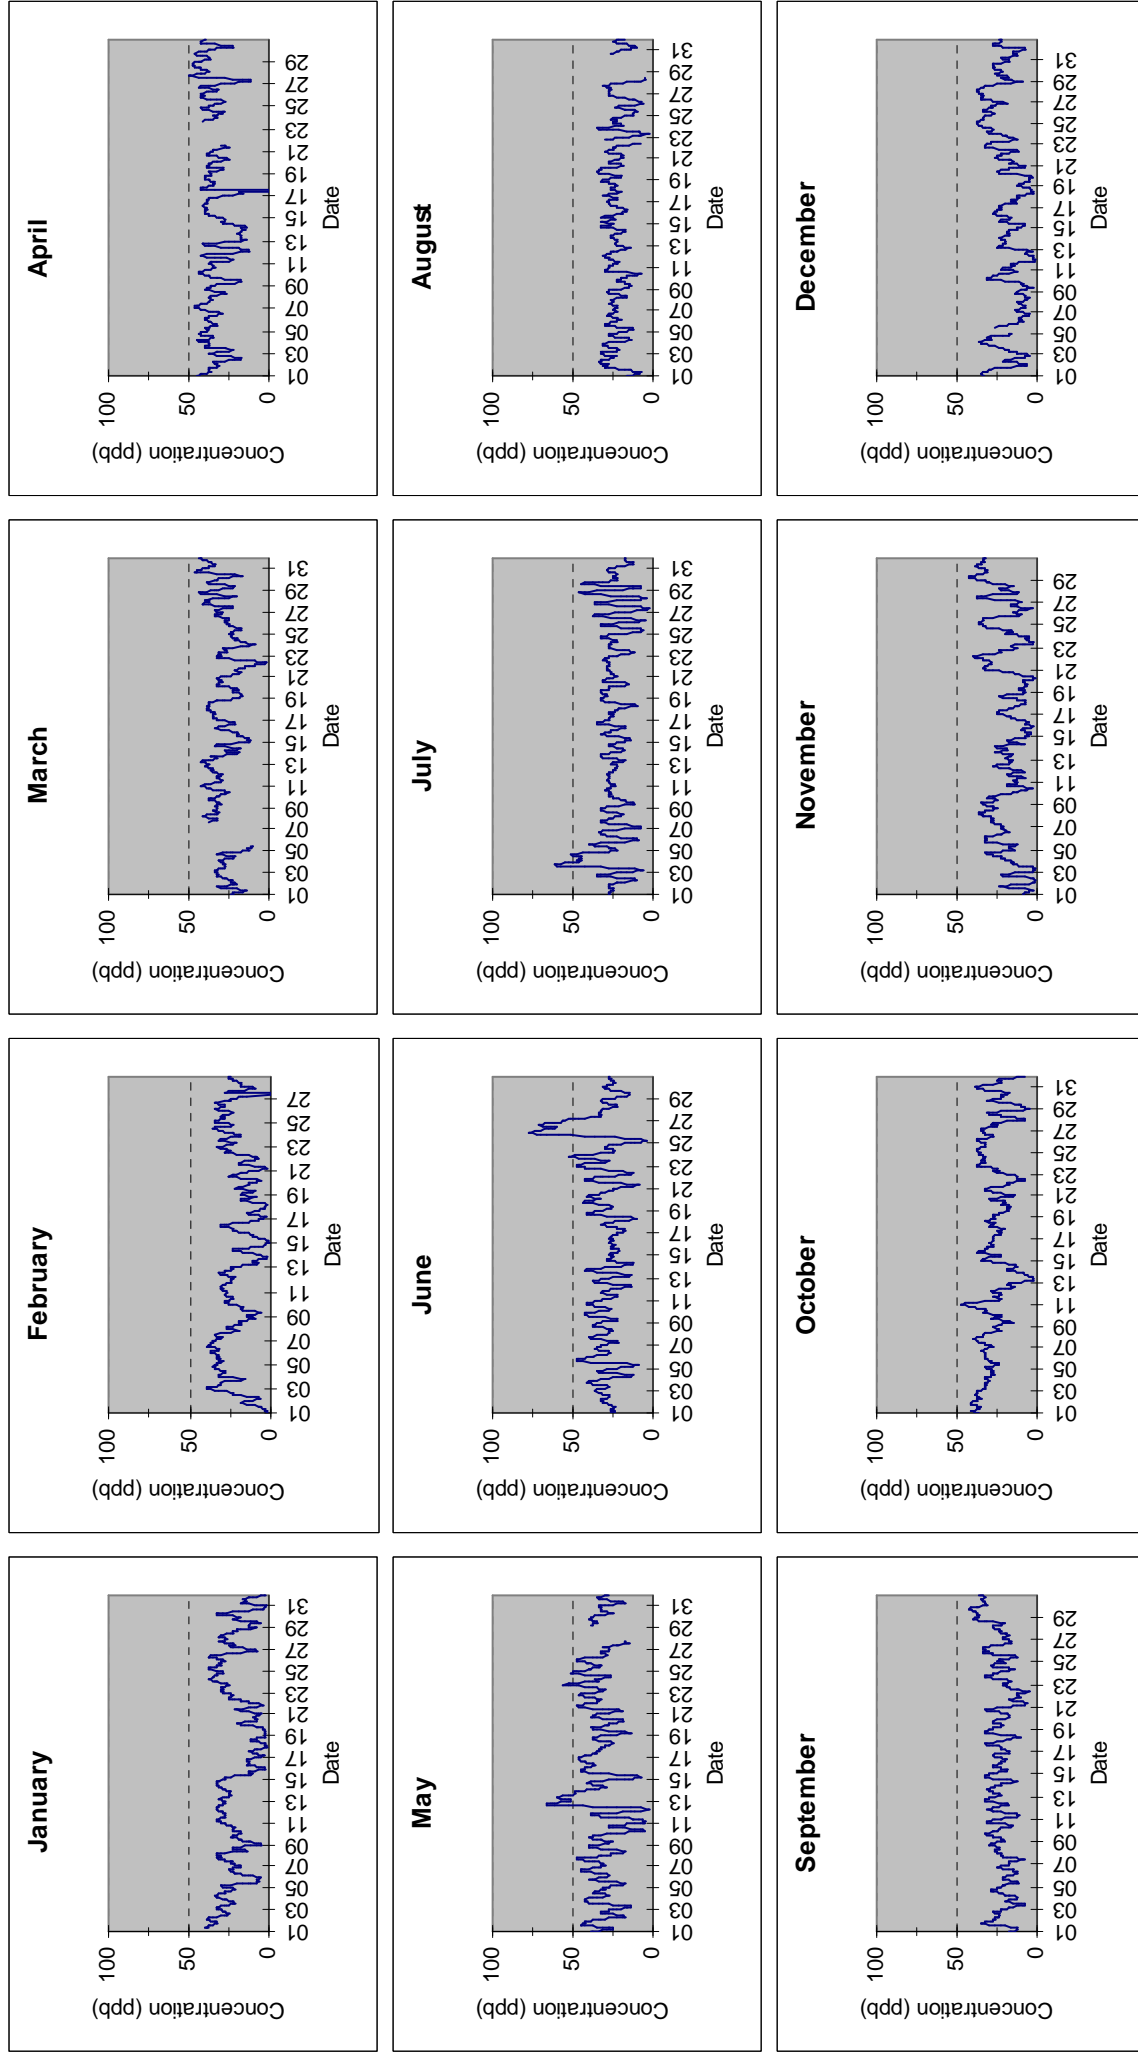 January
Concentration (ppb)
100
50
0
01 03 05 07 09 11 13 15 17 19 21 23 25 27 29 31
Date
February
Concentration (ppb)
100
50
0
01 03 05 07 09 11 13 15 17 19 21 23 25 27
Date
March
Concentration (ppb)
100
50
0
01 03 05 07 09 11 13 15 17 19 21 23 25 27 29 31
Date
April
Concentration (ppb)
100
50
0
01 03 05 07 09 11 13 15 17 19 21 23 25 27 29
Date
May
Concentration (ppb)
100
50
0
01 03 05 07 09 11 13 15 17 19 21 23 25 27 29 31
Date
June
Concentration (ppb)
100
50
0
01 03 05 07 09 11 13 15 17 19 21 23 25 27 29
Date
July
Concentration (ppb)
100
50
0
01 03 05 07 09 11 13 15 17 19 21 23 25 27 29 31
Date
August
Concentration (ppb)
100
50
0
01 03 05 07 09 11 13 15 17 19 21 23 25 27 29 31
Date
September
Concentration (ppb)
100
50
0
01 03 05 07 09 11 13 15 17 19 21 23 25 27 29
Date
October
Concentration (ppb)
100
50
0
01 03 05 07 09 11 13 15 17 19 21 23 25 27 29 31
Date
November
Concentration (ppb)
100
50
0
01 03 05 07 09 11 13 15 17 19 21 23 25 27 29
Date
December
Concentration (ppb)
100
50
0
01 03 05 07 09 11 13 15 17 19 21 23 25 27 29 31
Date